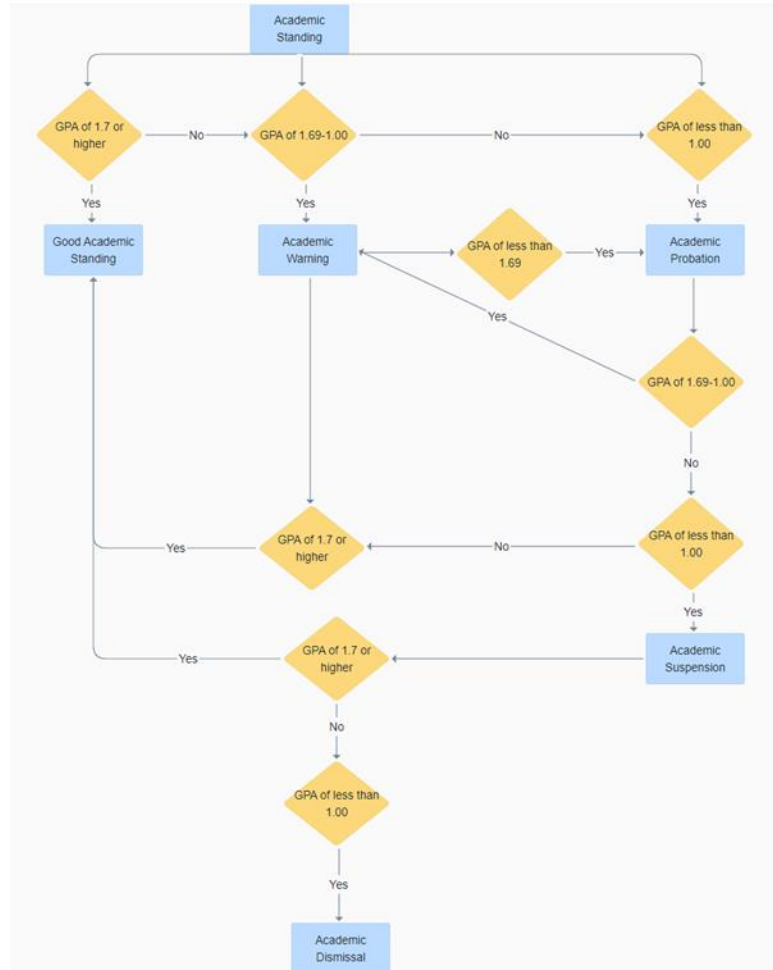 Academic
Standing
GPA of 1.7 or
higher
No
GPA of 1.69-1.00
No
GPA of less than
1.00
Yes
Yes
Yes
Good Academic
Standing
Academic
Warning
GPA of less than
1.69
Yes
Academic
Probation
Yes
GPA of 1.69-1.00
No
GPA of 1.7 or
higher
Yes
No
GPA of less than
1.00
Yes
GPA of 1.7 or
higher
Yes
Academic
Suspension
No
GPA of less than
1.00
Yes
Academic
Dismissal